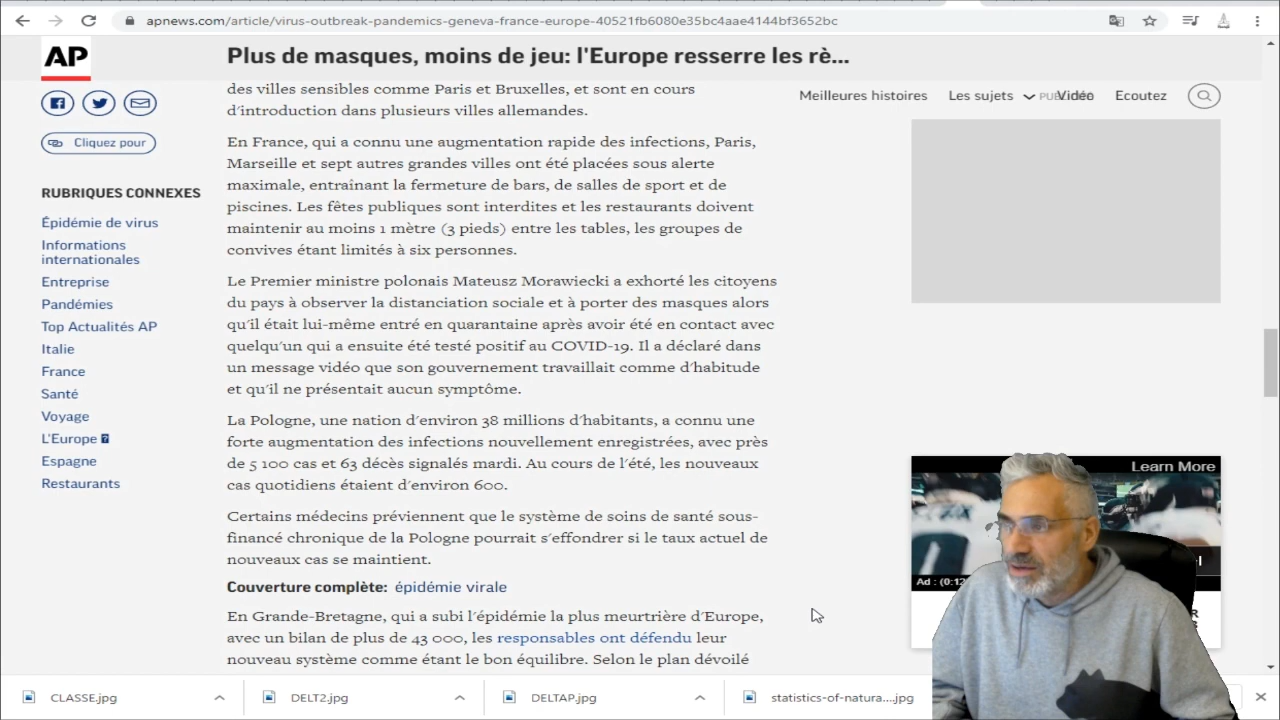 apnews.com/article/virus-outbreak-pandemics-geneva-france-europe-40521fb6080e35bc4aae4144bf3652bc
AP
Plus de masques, moins de jeu: l'Europe resserre les rè...
Meilleures histoires
Les sujets
Vidéo
Ecoutez
Cliquez pour
RUBRIQUES CONNEXES
Épidémie de virus
Informations
internationales
Entreprise
Pandémies
Top Actualités AP
Italie
France
Santé
Voyage
L'Europe
Espagne
Restaurants
des villes sensibles comme Paris et Bruxelles, et sont en cours
d'introduction dans plusieurs villes allemandes.
En France, qui a connu une augmentation rapide des infections, Paris,
Marseille et sept autres grandes villes ont été placées sous alerte
maximale, entraînant la fermeture de bars, de salles de sport et de
piscines. Les fêtes publiques sont interdites et les restaurants doivent
maintenir au moins 1 mètre (3 pieds) entre les tables, les groupes de
convives étant limités à six personnes.
Le Premier ministre polonais Mateusz Morawiecki a exhorté les citoyens
du pays à observer la distanciation sociale et à porter des masques alors
qu'il était lui-même entré en quarantaine après avoir été en contact avec
quelqu'un qui a ensuite été testé positif au COVID-19. Il a déclaré dans
un message vidéo que son gouvernement travaillait comme d'habitude
et qu'il ne présentait aucun symptôme.
La Pologne, une nation d'environ 38 millions d'habitants, a connu une
forte augmentation des infections nouvellement enregistrées, avec près
de 5 100 cas et 63 décès signalés mardi. Au cours de l'été, les nouveaux
cas quotidiens étaient d'environ 600.
Certains médecins préviennent que le système de soins de santé sous-
financé chronique de la Pologne pourrait s'effondrer si le taux actuel de
nouveaux cas se maintient.
Couverture complète: épidémie virale
En Grande-Bretagne, qui a subi l'épidémie la plus meurtrière d'Europe,
avec un bilan de plus de 43 000, les responsables ont défendu leur
nouveau système comme étant le bon équilibre. Selon le plan dévoilé
Learn More
Ad : (0:12
CLASSE.jpg
DELT2.jpg
DELTAP.jpg
statistics-of-natura....jpg